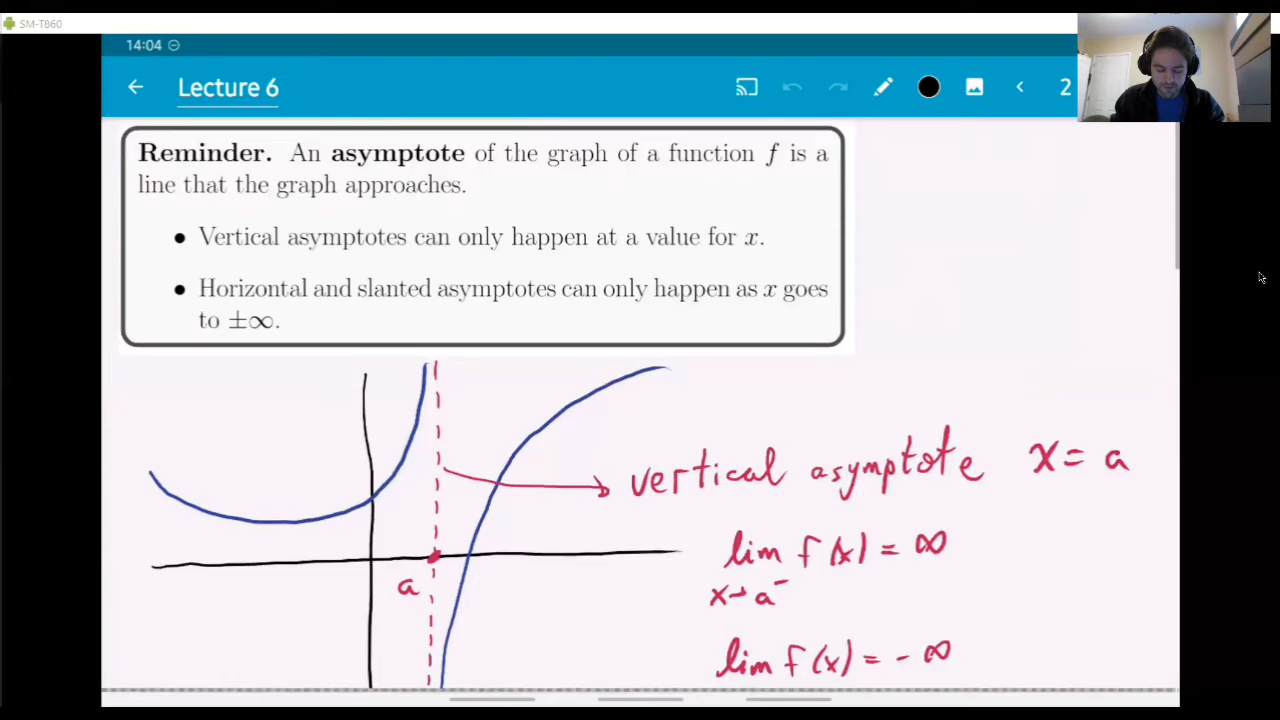 SM-T860
14:04
Lecture 6
2
Reminder. An asymptote of the graph of a function f is a
line that the graph approaches.
• Vertical asymptotes can only happen at a value for x.
• Horizontal and slanted asymptotes can only happen as x goes
to ±∞.
vertical asymptote x = a
lim f(x) = ∞
x→a⁻
a
lim f(x) = -∞